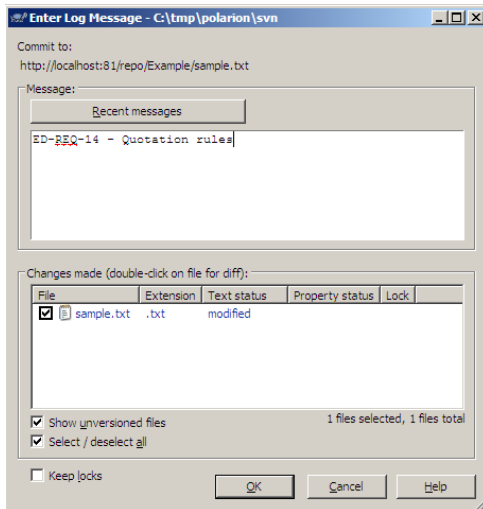 Enter Log Message - C:\tmp\polarion\svn
Commit to:
http://localhost:81/repo/Example/sample.txt
Message:
Recent messages
ED-REQ-14 - Quotation rules
Changes made (double-click on file for diff):
File Extension Text status Property status Lock
sample.txt .txt modified
Show unversioned files
1 files selected, 1 files total
Select / deselect all
Keep locks
OK Cancel Help